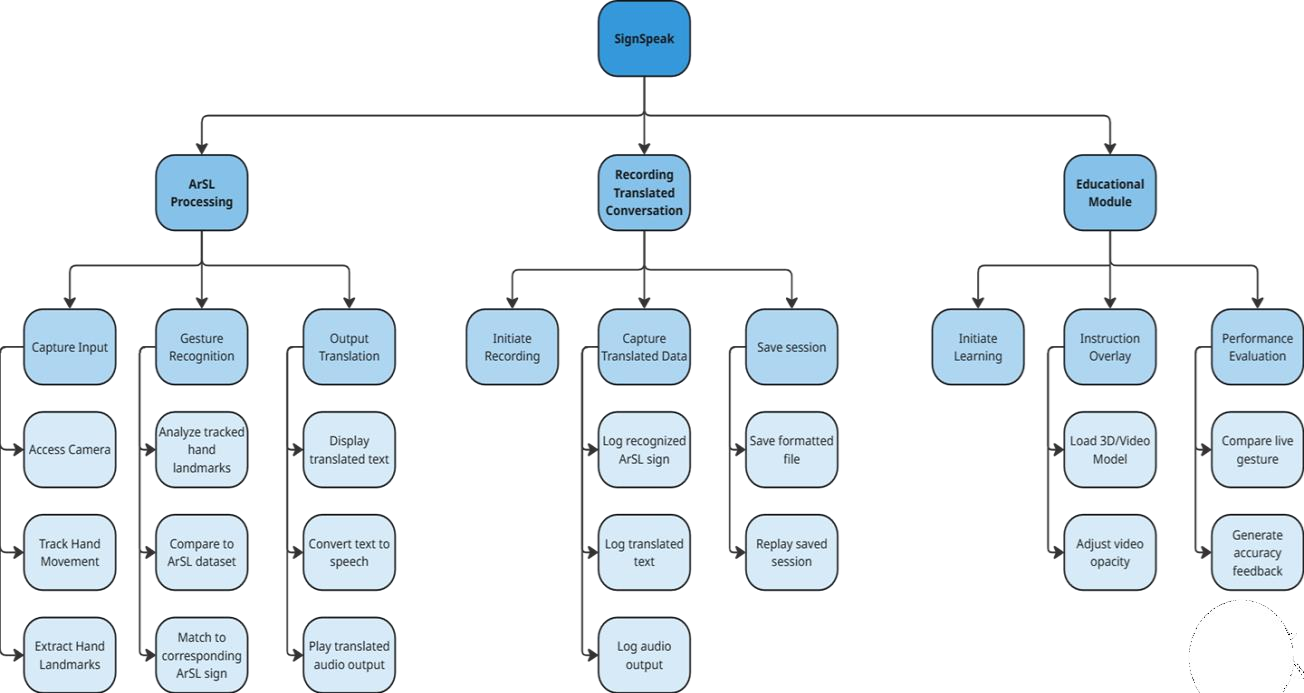 SignSpeak
ArSL
Processing
Recording
Translated
Conversation
Educational
Module
Capture Input
Gesture
Recognition
Output
Translation
Initiate
Recording
Capture
Translated Data
Save session
Initiate
Learning
Instruction
Overlay
Performance
Evaluation
Access Camera
Analyze tracked
hand
landmarks
Display
translated text
Log recognized
ArSL sign
Save formatted
file
Load 3D/Video
Model
Compare live
gesture
Track Hand
Movement
Compare to
ArSL dataset
Convert text to
speech
Log translated
text
Replay saved
session
Adjust video
opacity
Generate
accuracy
feedback
Extract Hand
Landmarks
Match to
corresponding
ArSL sign
Play translated
audio output
Log audio
output